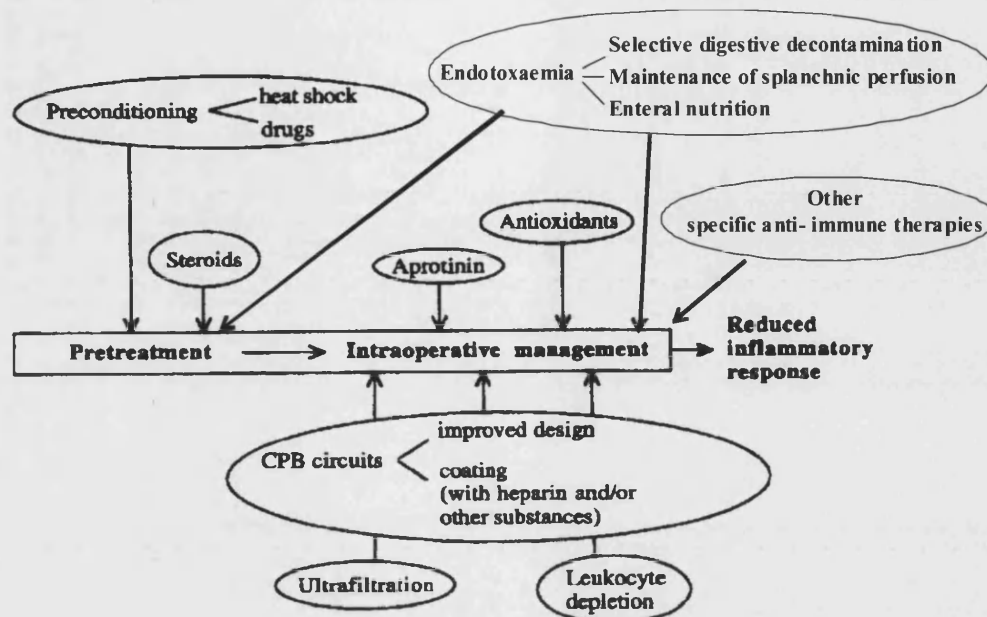 Preconditioning
heat shock
drugs
Endotoxaemia
Selective digestive decontamination
Maintenance of splanchnic perfusion
Enteral nutrition
Steroids
Aprotinin
Antioxidants
Other
specific anti- immune therapies
Pretreatment
Intraoperative management
Reduced
inflammatory
response
CPB circuits
improved design
coating
(with heparin and/or
other substances)
Ultrafiltration
Leukocyte
depletion